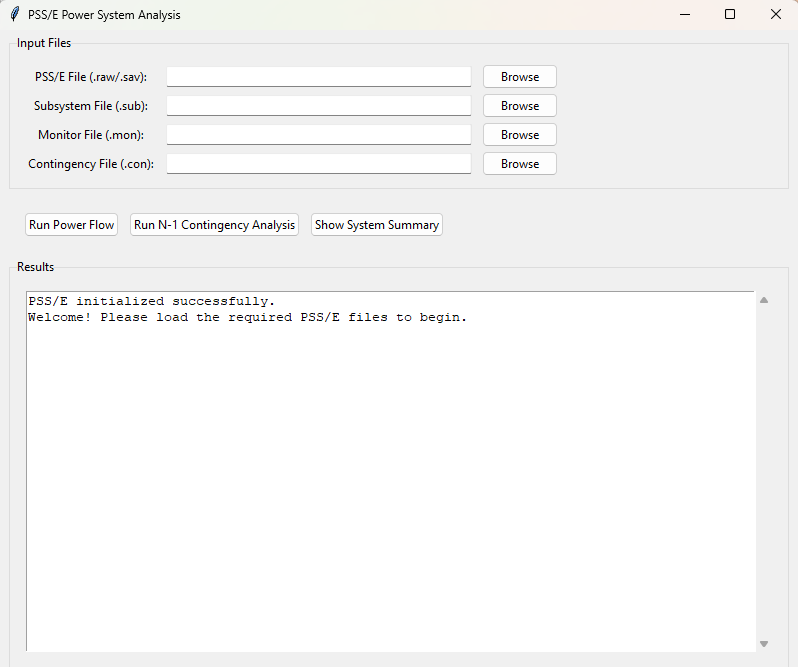 PSS/E Power System Analysis
Input Files
PSS/E File (.raw/.sav): Browse
Subsystem File (.sub): Browse
Monitor File (.mon): Browse
Contingency File (.con): Browse
Run Power Flow Run N-1 Contingency Analysis Show System Summary
Results
PSS/E initialized successfully.
Welcome! Please load the required PSS/E files to begin.